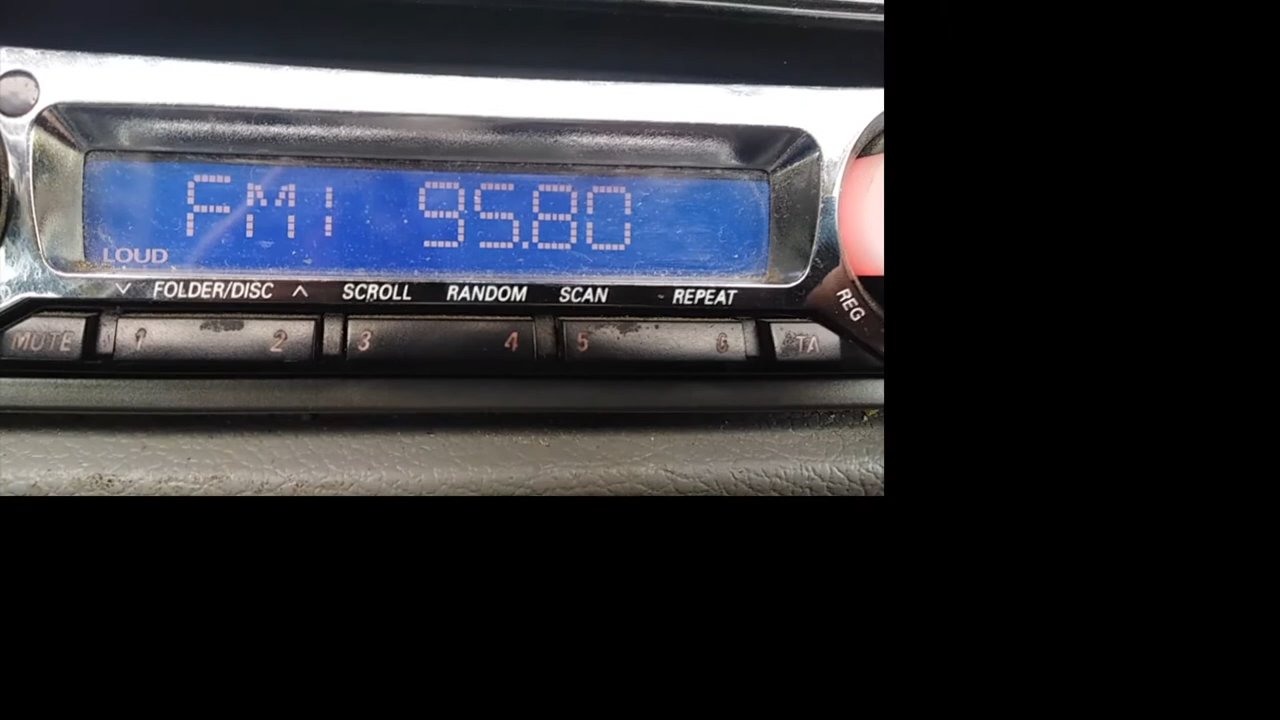 FM1 95.80
LOUD
FOLDER/DISC SCROLL RANDOM SCAN REPEAT
REG
MUTE 1 2 3 4 5 6 TA